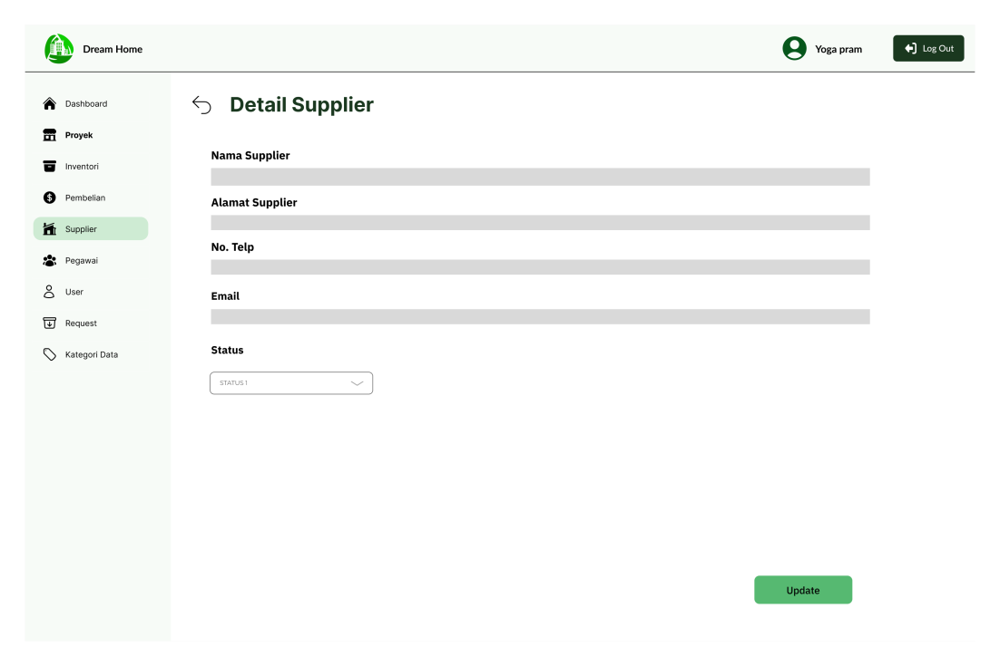 Dream Home
Yoga pram
Log Out
Dashboard
Proyek
Inventori
Pembelian
Supplier
Pegawai
User
Request
Kategori Data
Detail Supplier
Nama Supplier
Alamat Supplier
No. Telp
Email
Status
STATUS 1
Update